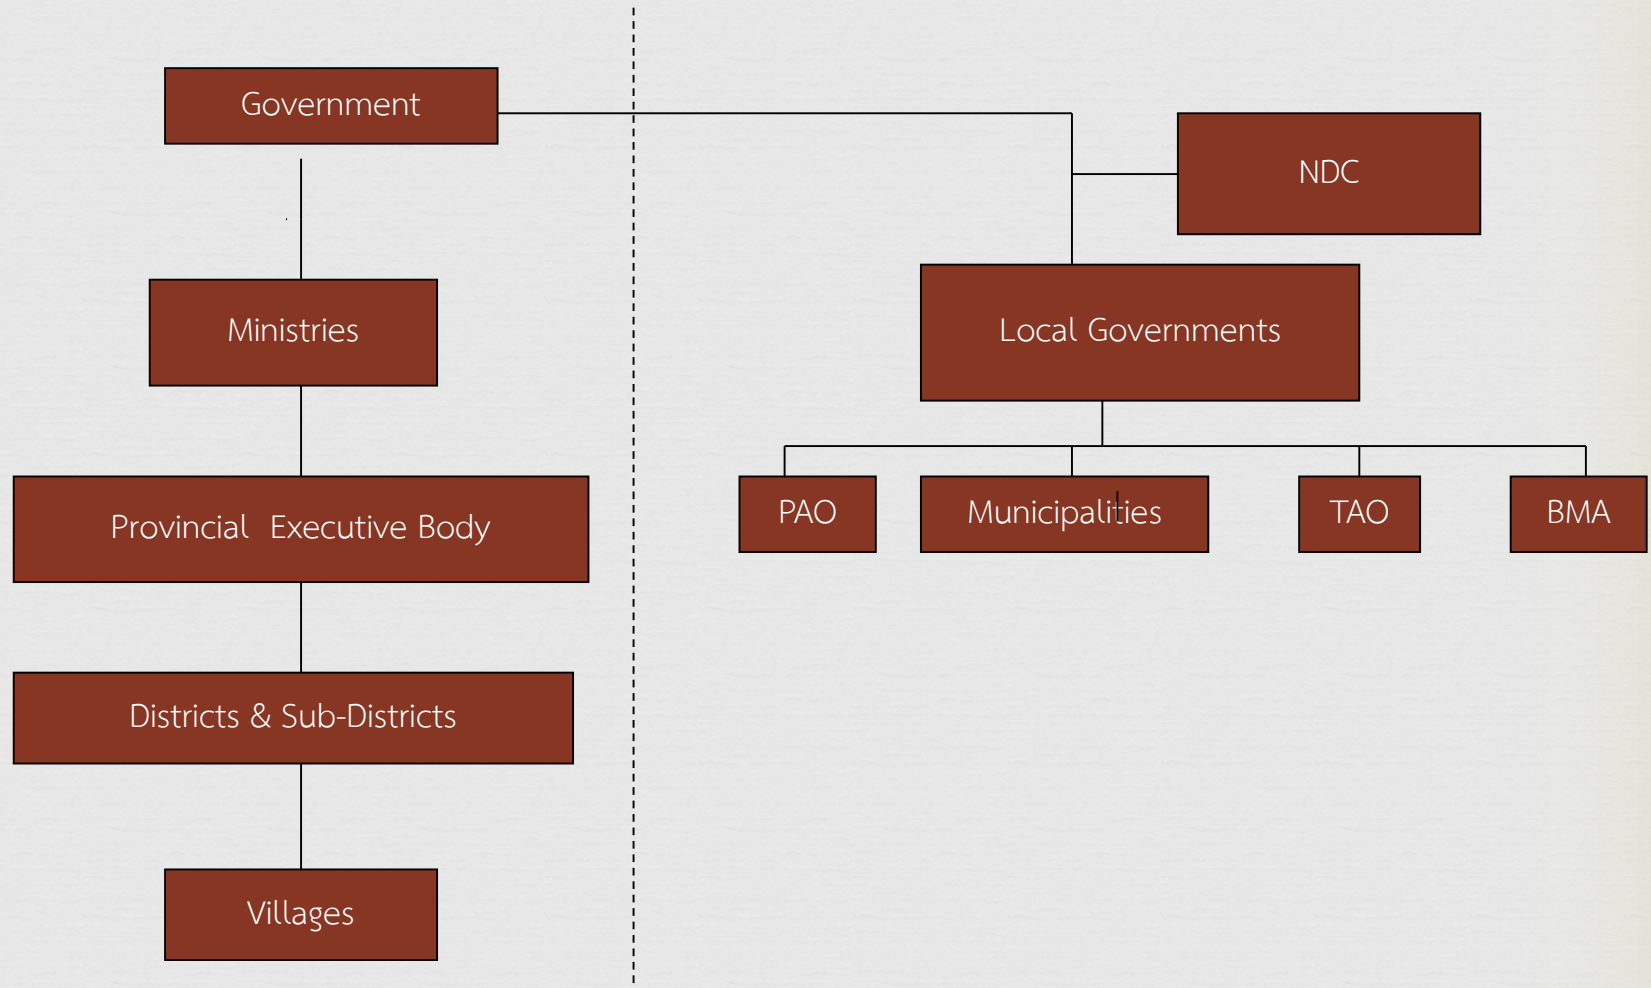 Government
NDC
Ministries
Local Governments
Provincial Executive Body
PAO
Municipalities
TAO
BMA
Districts & Sub-Districts
Villages